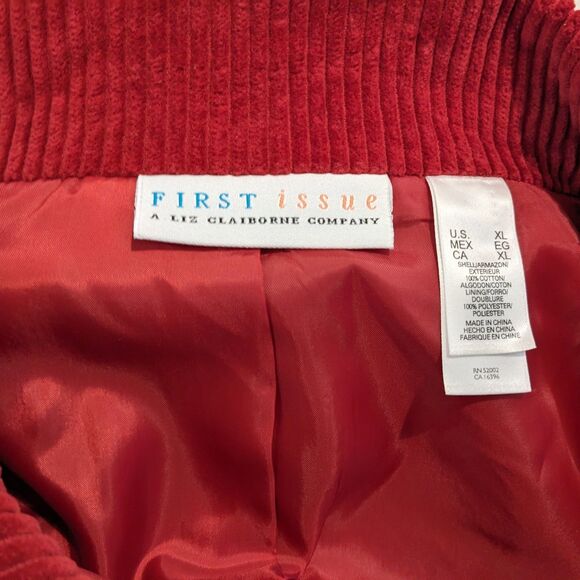 FIRST issue
A LIZ CLAIBORNE COMPANY
U.S. XL
MEX EG
CA XL
SHELL/ARMAZON/
EXTERIEUR
100% COTTON/
ALGODON/COTON
LINING/FORRO/
DOUBLURE
100% POLYESTER/
POLIESTER
MADE IN CHINA
HECHO EN CHINA
FABRIQUE EN CHINE
RN 52002
CA 16396